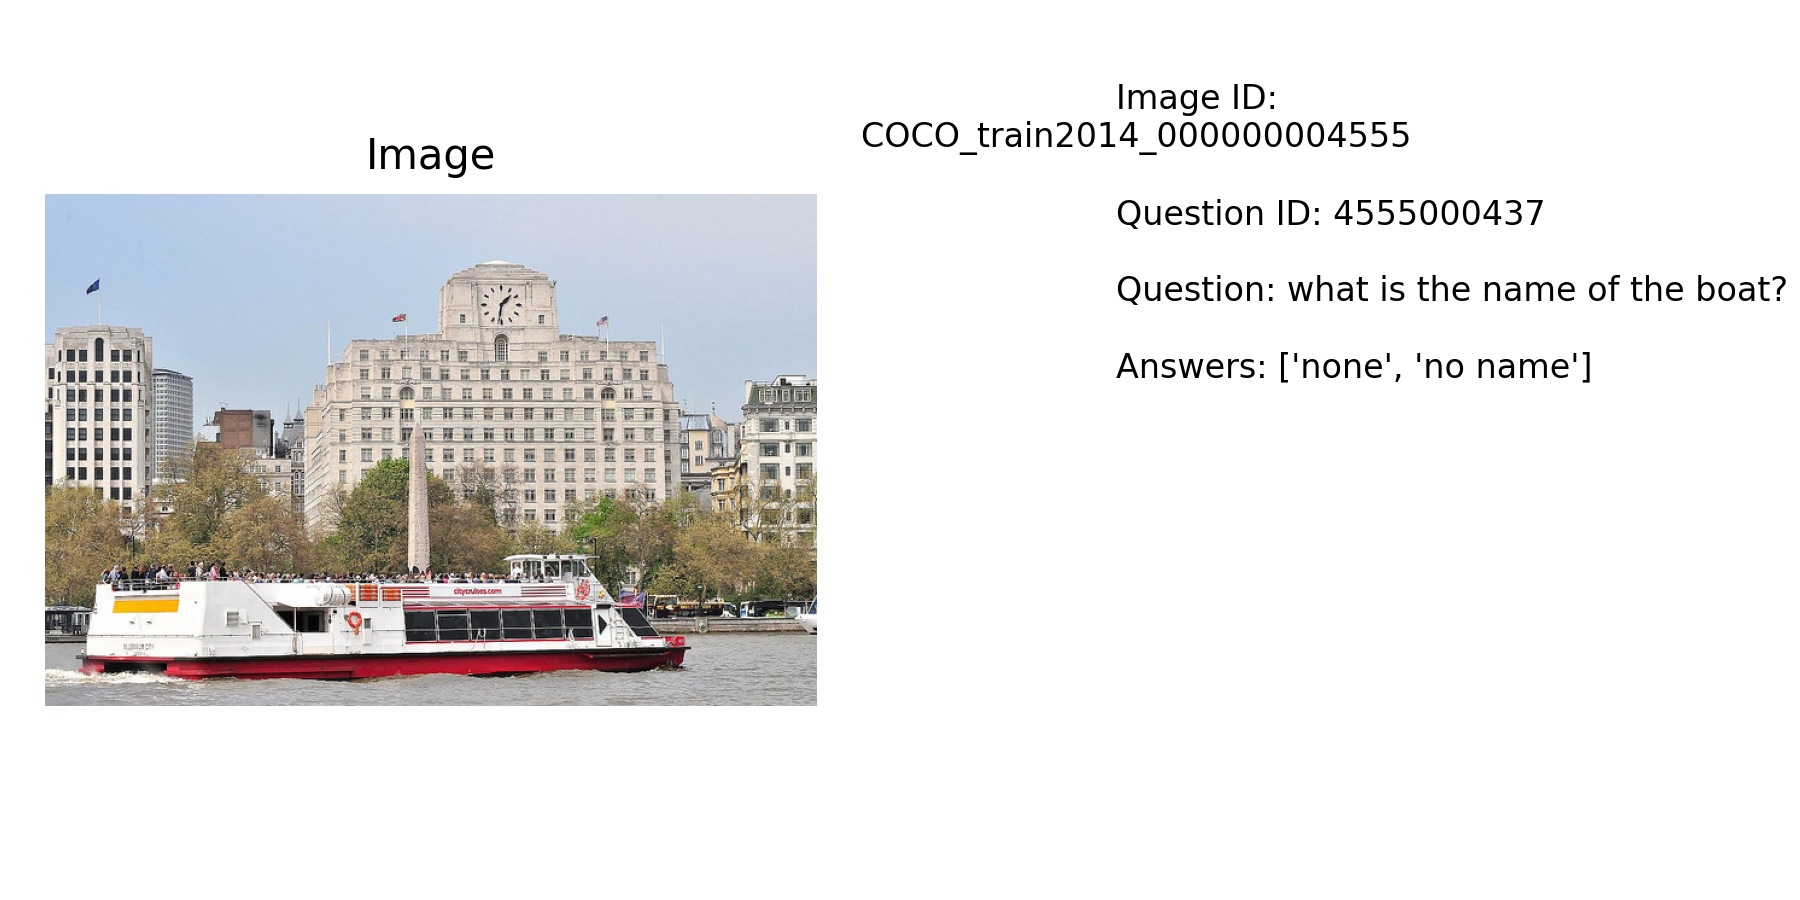 Image
citycruises.com
Image ID:
COCO_train2014_000000004555
Question ID: 4555000437
Question: what is the name of the boat?
Answers: ['none', 'no name']